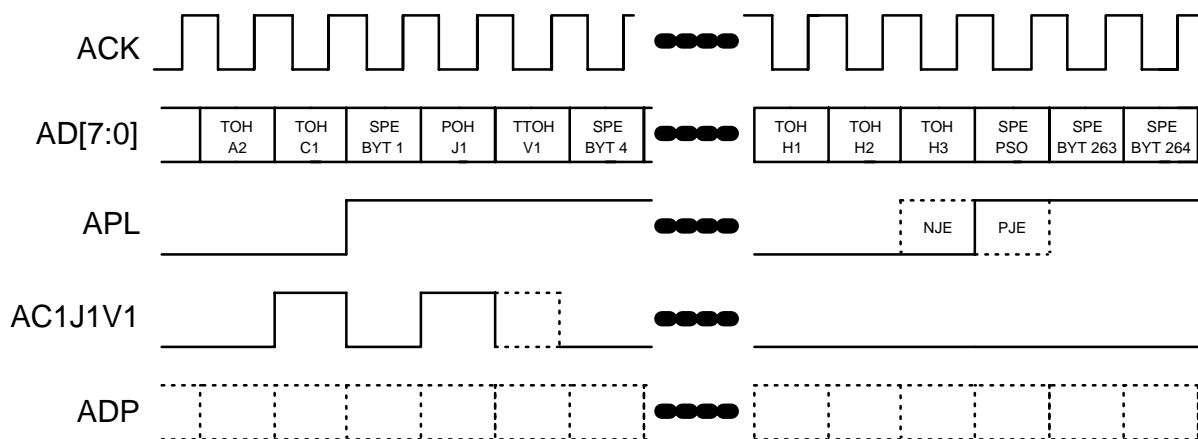 ACK
AD[7:0]
TOH
A2
TOH
C1
SPE
BYT 1
POH
J1
TTOH
V1
SPE
BYT 4
TOH
H1
TOH
H2
TOH
H3
SPE
PSO
SPE
BYT 263
SPE
BYT 264
APL
NJE
PJE
AC1J1V1
ADP